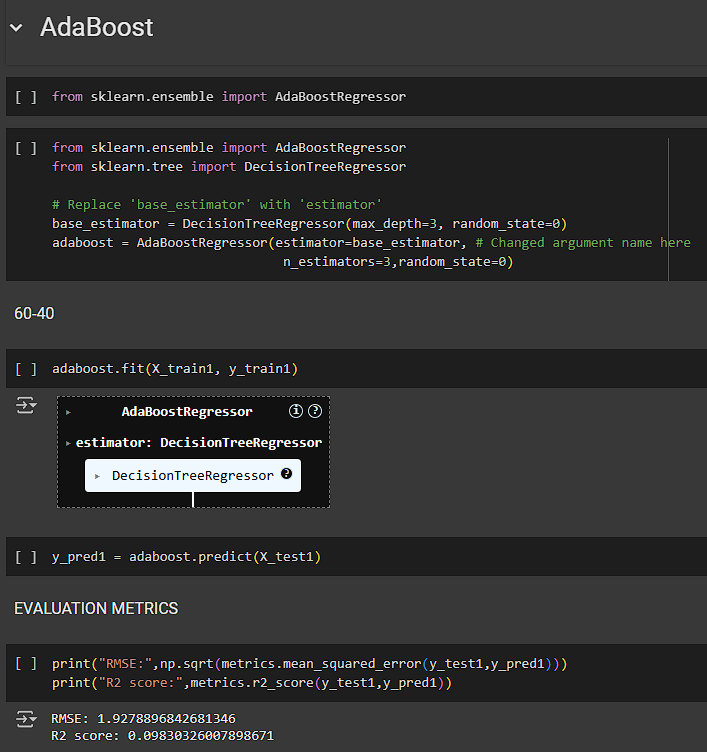 AdaBoost
[ ] from sklearn.ensemble import AdaBoostRegressor
[ ] from sklearn.ensemble import AdaBoostRegressor
from sklearn.tree import DecisionTreeRegressor
# Replace 'base_estimator' with 'estimator'
base_estimator = DecisionTreeRegressor(max_depth=3, random_state=0)
adaboost = AdaBoostRegressor(estimator=base_estimator, # Changed argument name here
n_estimators=3,random_state=0)
60-40
[ ] adaboost.fit(X_train1, y_train1)
AdaBoostRegressor i ?
estimator: DecisionTreeRegressor
DecisionTreeRegressor ?
[ ] y_pred1 = adaboost.predict(X_test1)
EVALUATION METRICS
[ ] print("RMSE:",np.sqrt(metrics.mean_squared_error(y_test1,y_pred1)))
print("R2 score:",metrics.r2_score(y_test1,y_pred1))
RMSE: 1.9278896842681346
R2 score: 0.09830326007898671